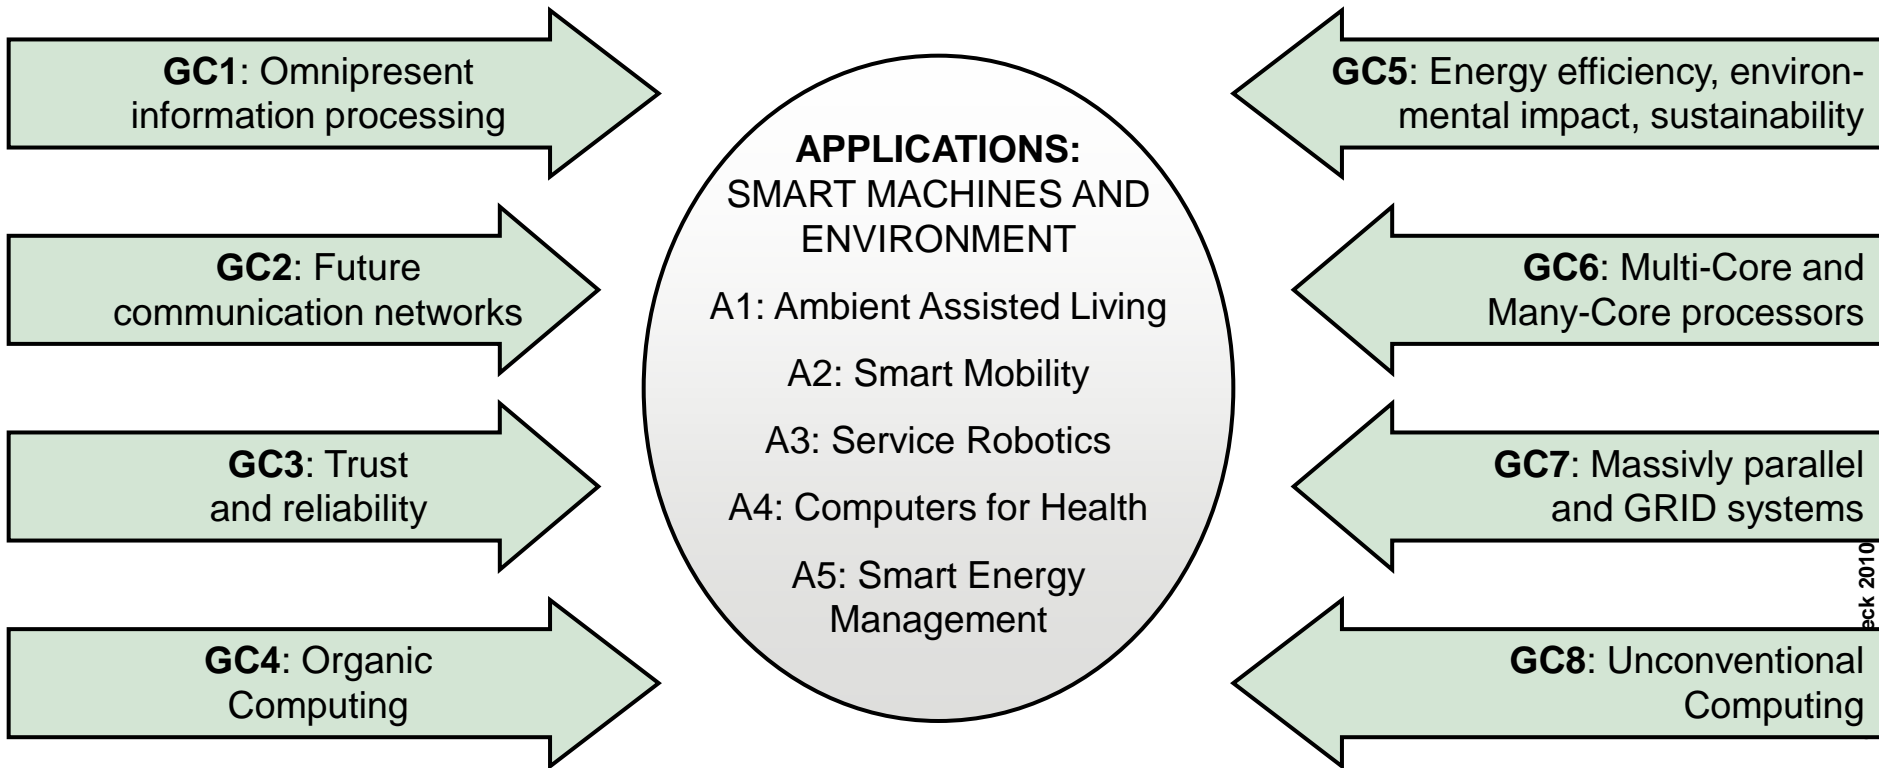 GC1: Omnipresent
information processing
GC2: Future
communication networks
GC3: Trust
and reliability
GC4: Organic
Computing
APPLICATIONS:
SMART MACHINES AND
ENVIRONMENT
A1: Ambient Assisted Living
A2: Smart Mobility
A3: Service Robotics
A4: Computers for Health
A5: Smart Energy
Management
GC5: Energy efficiency, environ-
mental impact, sustainability
GC6: Multi-Core and
Many-Core processors
GC7: Massivly parallel
and GRID systems
GC8: Unconventional
Computing
2010